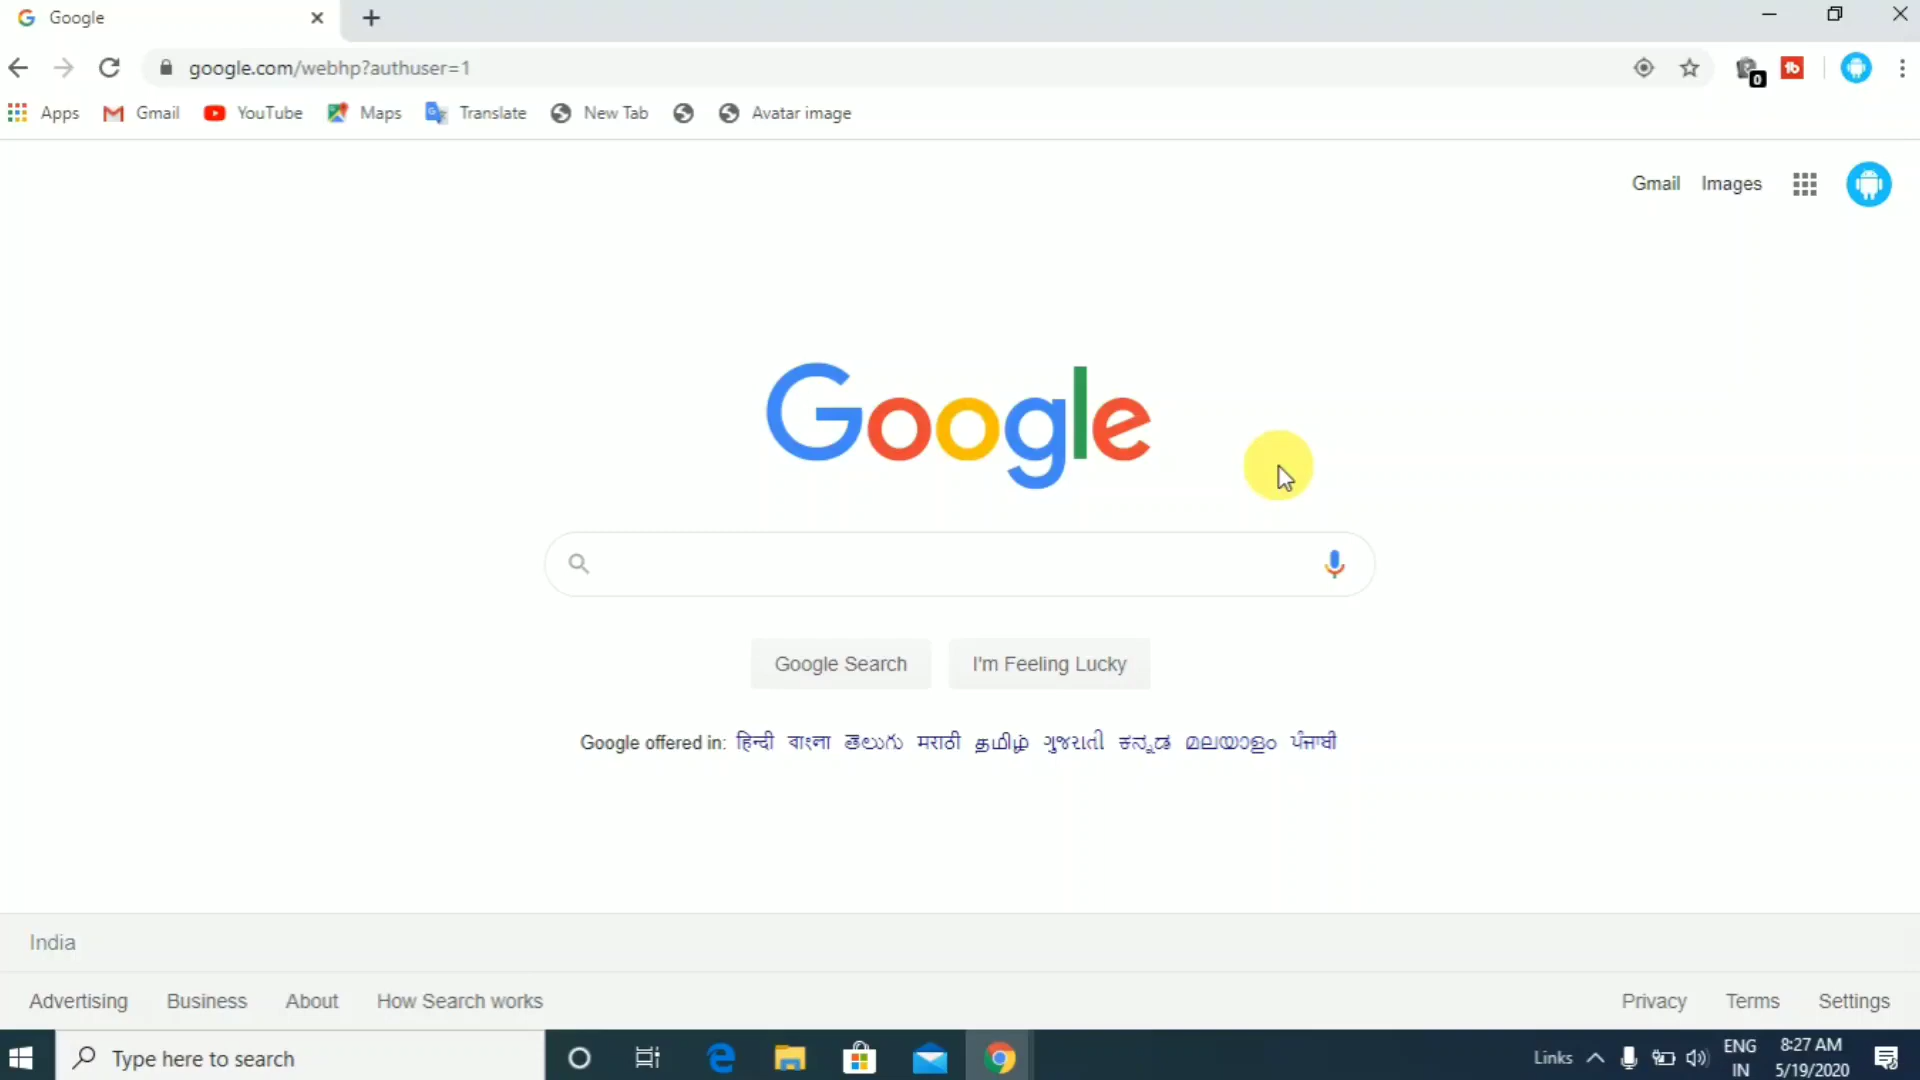 Google
google.com/webhp?authuser=1
0
Apps Gmail YouTube Maps Translate New Tab Avatar image
Gmail Images
Google
Google Search I'm Feeling Lucky
Google offered in: हिन्दी বাংলা తెలుగు मराठी தமிழ் ગુજરાતી ಕನ್ನಡ മലയാളം ਪੰਜਾਬੀ
India
Advertising Business About How Search works Privacy Terms Settings
Type here to search Links ENG 8:27 AM
IN 5/19/2020